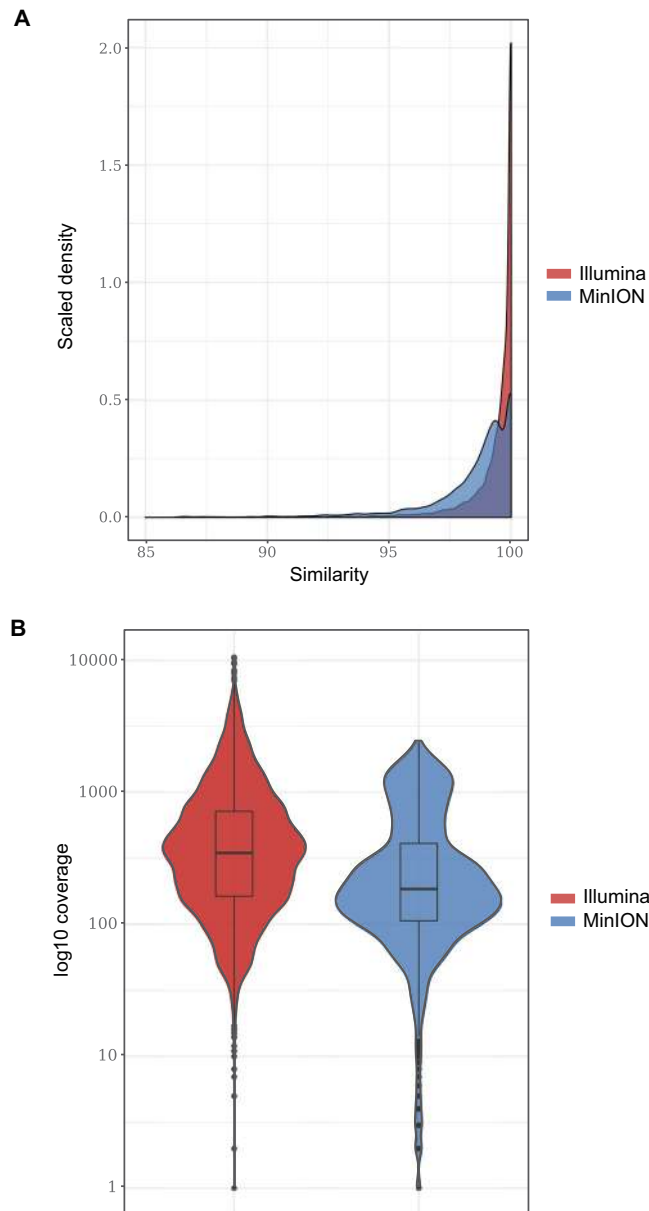 A
2.0
1.5
1.0
0.5
0.0
Scaled density
85 90 95 100
Similarity
Illumina
MinION
B
10000
1000
100
10
1
log10 coverage
Illumina
MinION